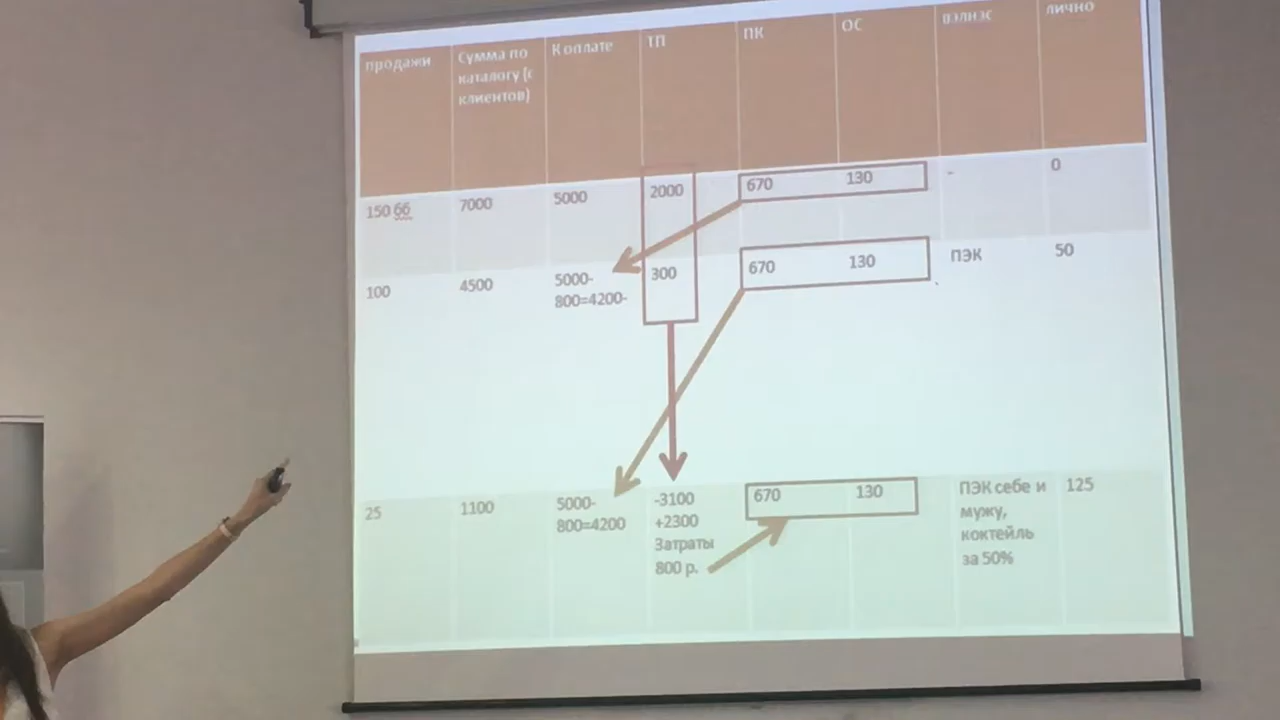 продажи
Сумма по
каталогу (с
клиентов)
К оплате
ТП
ПК
ОС
вэлнэс
лично
150 бб
7000
5000
2000
670
130
-
0
100
4500
5000-
800=4200-
300
670
130
ПЭК
50
25
1100
5000-
800=4200
-3100
+2300
Затраты
800 р.
670
130
ПЭК себе и
мужу,
коктейль
за 50%
125